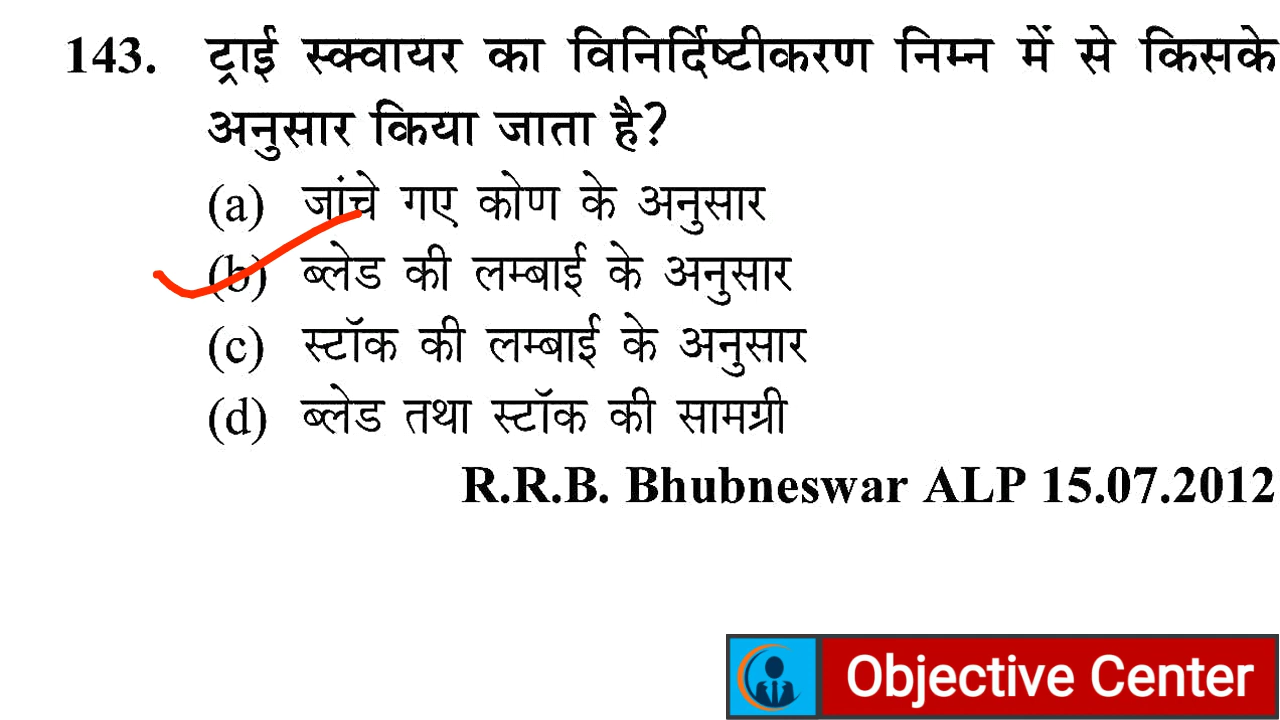 143. ट्राई स्क्वायर का विनिर्दिष्टीकरण निम्न में से किसके
अनुसार किया जाता है?
(a) जांचे गए कोण के अनुसार
(b) ब्लेड की लम्बाई के अनुसार
(c) स्टॉक की लम्बाई के अनुसार
(d) ब्लेड तथा स्टॉक की सामग्री
R.R.B. Bhubneswar ALP 15.07.2012
Objective Center